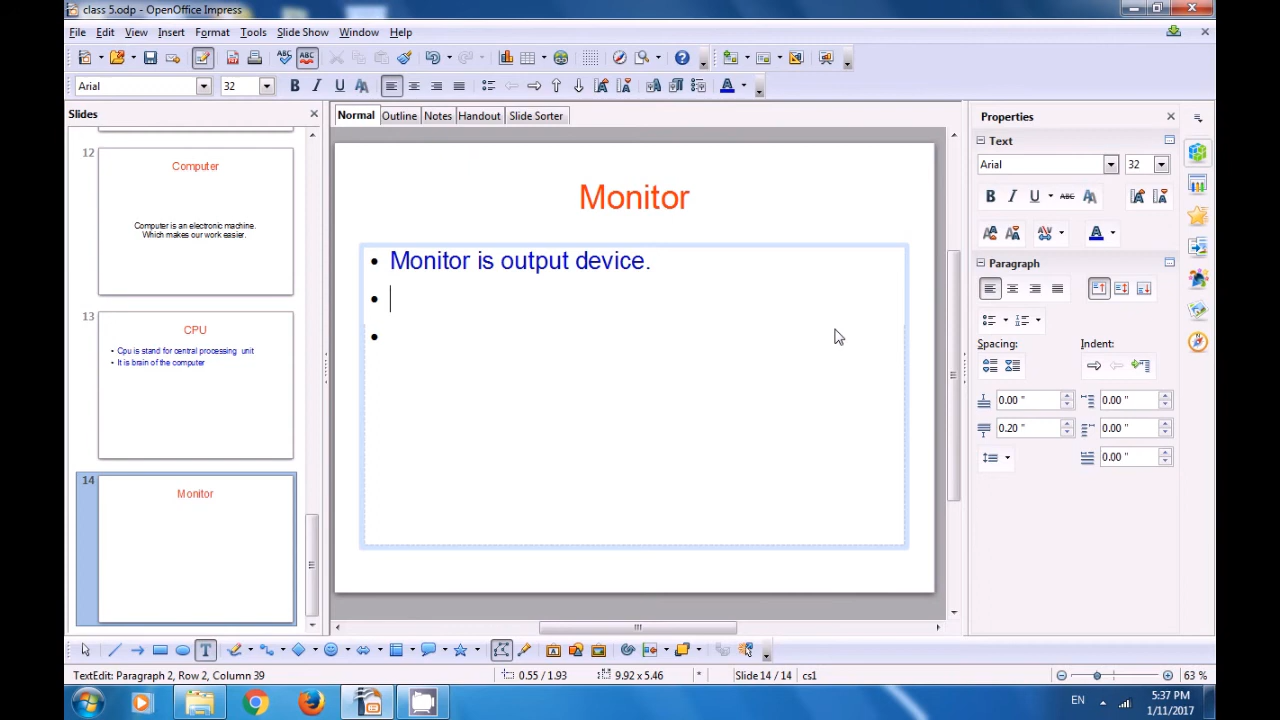 class 5.odp - OpenOffice Impress
File Edit View Insert Format Tools Slide Show Window Help
Arial 32
Slides
Normal Outline Notes Handout Slide Sorter
12
Computer
Computer is an electronic machine.
Which makes our work easier.
13
CPU
• Cpu is stand for central processing unit
• It is brain of the computer
14
Monitor
Monitor
• Monitor is output device.
•
•
Properties
Text
Arial 32
Paragraph
Spacing: Indent:
0.00 " 0.00 "
0.20 " 0.00 "
0.00 "
TextEdit: Paragraph 2, Row 2, Column 39 0.55 / 1.93 9.92 x 5.46 * Slide 14 / 14 cs1 63 %
EN 5:37 PM
1/11/2017